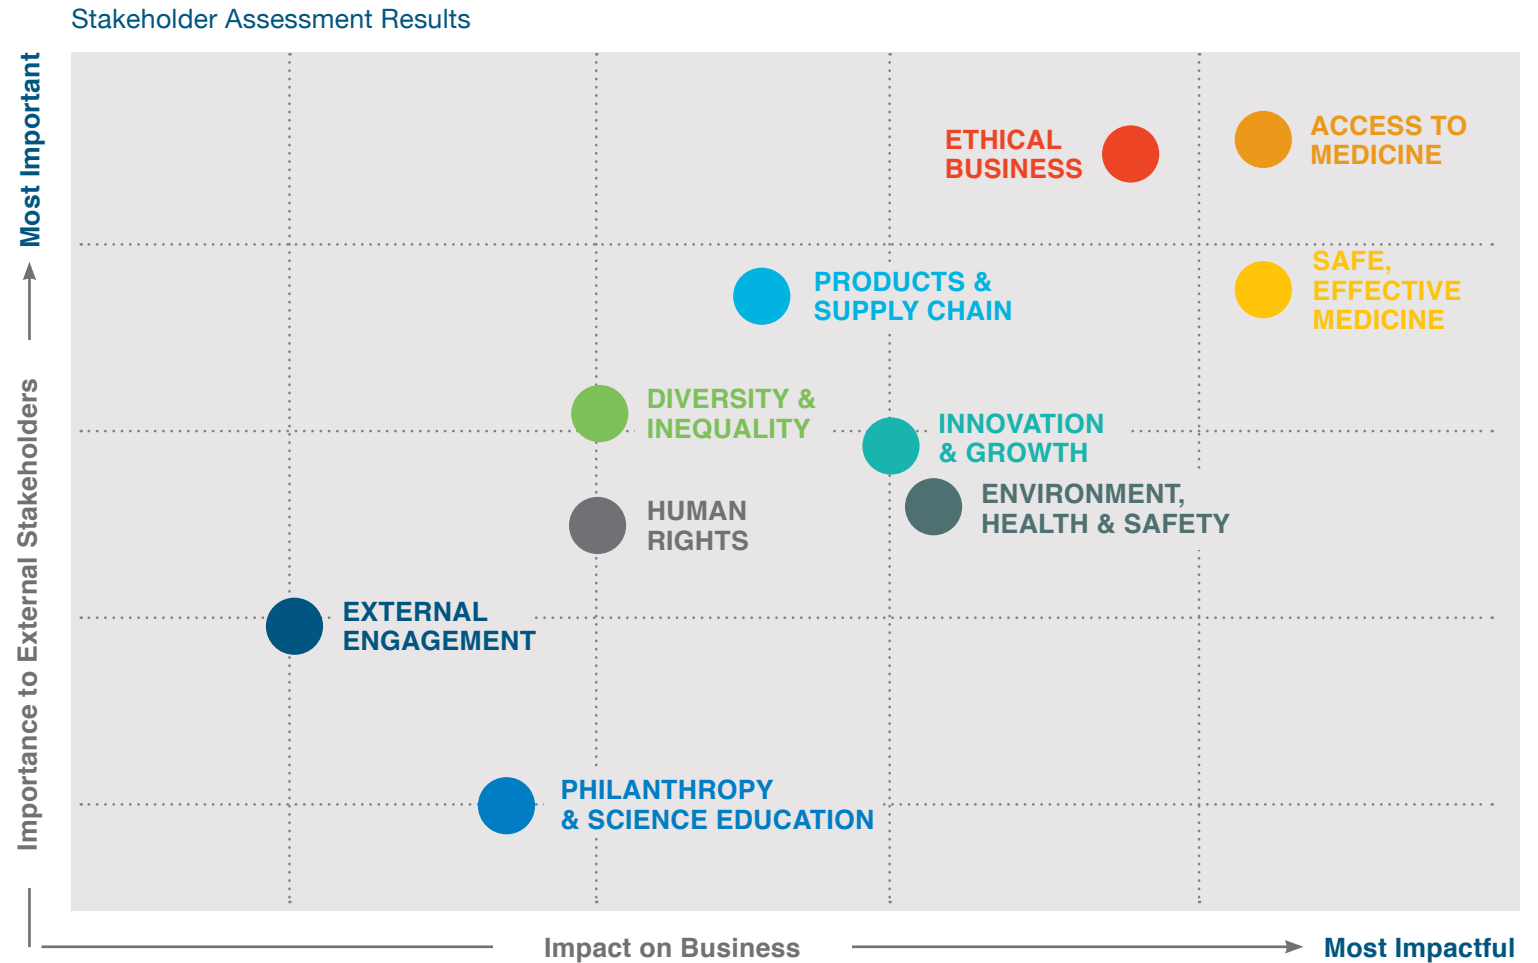 Stakeholder Assessment Results
Most Important
Importance to External Stakeholders
ETHICAL
BUSINESS
ACCESS TO
MEDICINE
PRODUCTS &
SUPPLY CHAIN
SAFE,
EFFECTIVE
MEDICINE
DIVERSITY &
INEQUALITY
INNOVATION
& GROWTH
HUMAN
RIGHTS
ENVIRONMENT,
HEALTH & SAFETY
EXTERNAL
ENGAGEMENT
PHILANTHROPY
& SCIENCE EDUCATION
Impact on Business
Most Impactful